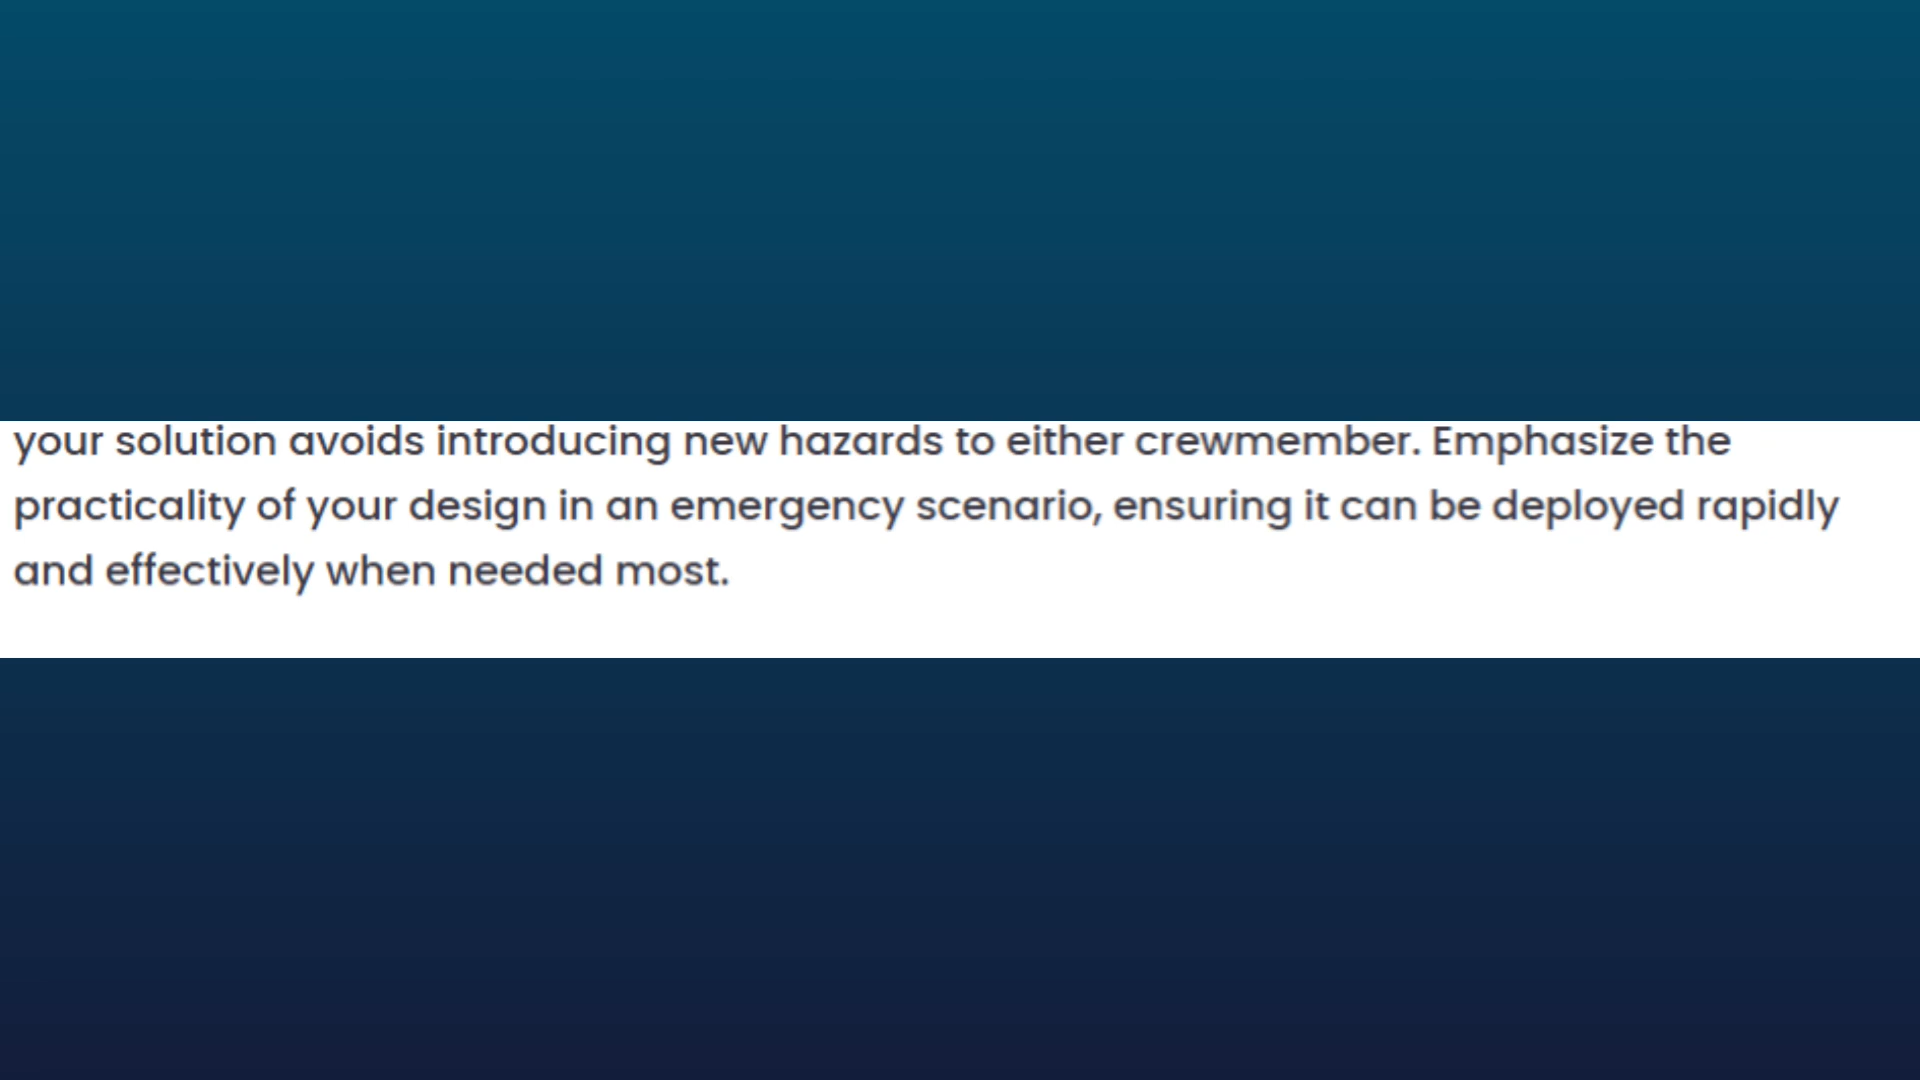 your solution avoids introducing new hazards to either crewmember. Emphasize the
practicality of your design in an emergency scenario, ensuring it can be deployed rapidly
and effectively when needed most.